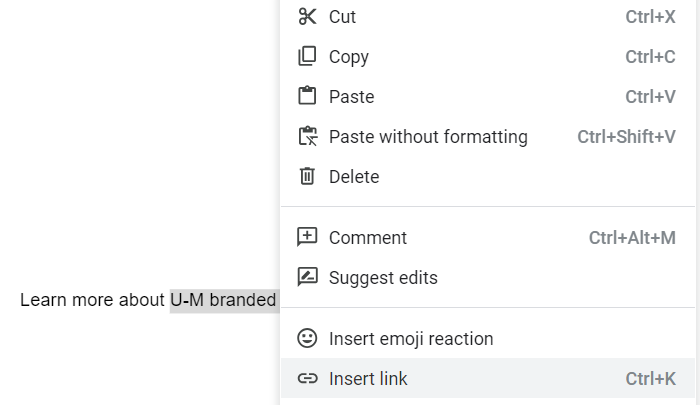 Cut Ctrl+X
Copy Ctrl+C
Paste Ctrl+V
Paste without formatting Ctrl+Shift+V
Delete
Comment Ctrl+Alt+M
Suggest edits
Learn more about U-M branded
Insert emoji reaction
Insert link Ctrl+K